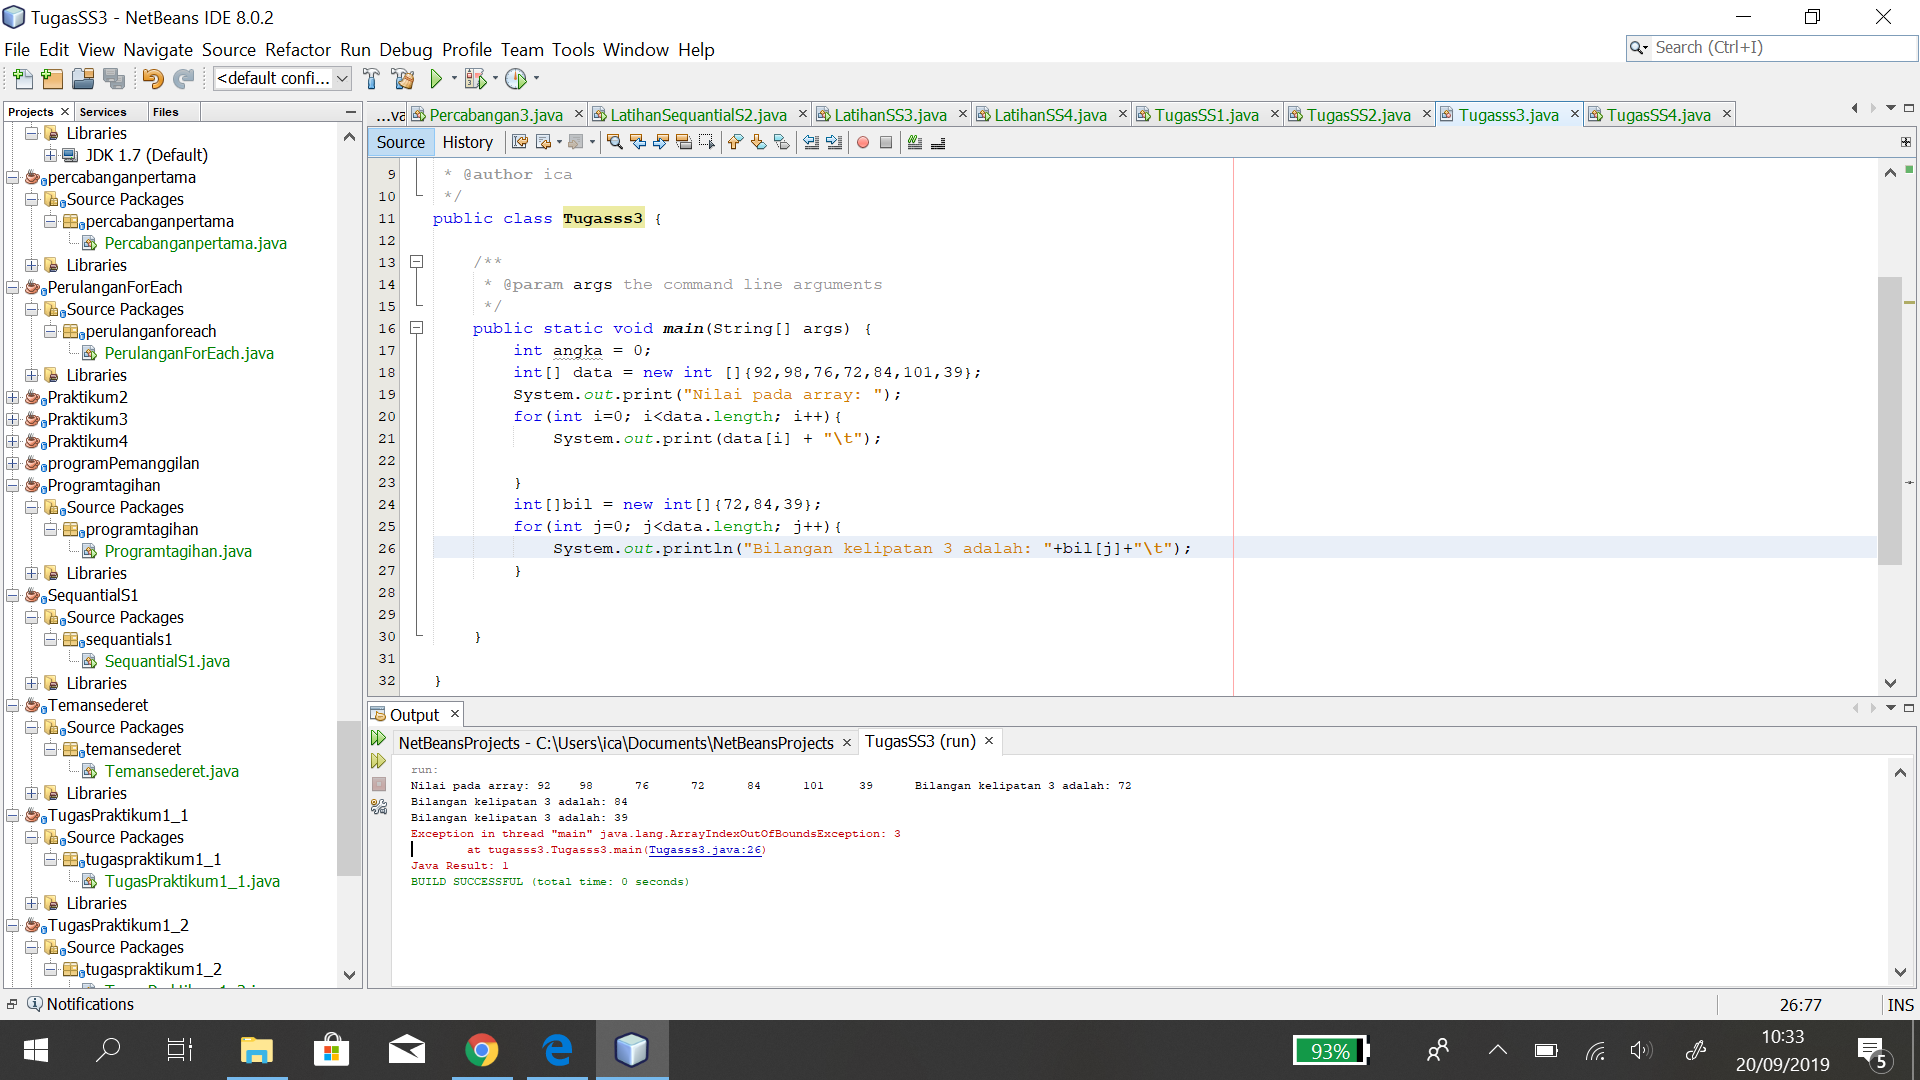 TugasSS3 - NetBeans IDE 8.0.2
File Edit View Navigate Source Refactor Run Debug Profile Team Tools Window Help
Search (Ctrl+I)
<default confi...
Projects Services Files
Libraries
JDK 1.7 (Default)
percabanganpertama
Source Packages
percabanganpertama
Percabanganpertama.java
Libraries
PerulanganForEach
Source Packages
perulanganforeach
PerulanganForEach.java
Libraries
Praktikum2
Praktikum3
Praktikum4
programPemanggilan
Programtagihan
Source Packages
programtagihan
Programtagihan.java
Libraries
SequantialS1
Source Packages
sequantials1
SequantialS1.java
Libraries
Temansederet
Source Packages
temansederet
Temansederet.java
Libraries
TugasPraktikum1_1
Source Packages
tugaspraktikum1_1
TugasPraktikum1_1.java
Libraries
TugasPraktikum1_2
Source Packages
tugaspraktikum1_2
...va Percabangan3.java LatihanSequantialS2.java LatihanSS3.java LatihanSS4.java TugasSS1.java TugasSS2.java Tugasss3.java TugasSS4.java
Source History
9 * @author ica
10 */
11 public class Tugasss3 {
12
13 /**
14 * @param args the command line arguments
15 */
16 public static void main(String[] args) {
17 int angka = 0;
18 int[] data = new int []{92,98,76,72,84,101,39};
19 System.out.print("Nilai pada array: ");
20 for(int i=0; i<data.length; i++){
21 System.out.print(data[i] + "\t");
22
23 }
24 int[]bil = new int[]{72,84,39};
25 for(int j=0; j<data.length; j++){
26 System.out.println("Bilangan kelipatan 3 adalah: "+bil[j]+"\t");
27 }
28
29
30 }
31
32 }
Output
NetBeansProjects - C:\Users\ica\Documents\NetBeansProjects TugasSS3 (run)
run:
Nilai pada array: 92 98 76 72 84 101 39 Bilangan kelipatan 3 adalah: 72
Bilangan kelipatan 3 adalah: 84
Bilangan kelipatan 3 adalah: 39
Exception in thread "main" java.lang.ArrayIndexOutOfBoundsException: 3
at tugasss3.Tugasss3.main(Tugasss3.java:26)
Java Result: 1
BUILD SUCCESSFUL (total time: 0 seconds)
Notifications
26:77 INS
93%
10:33
20/09/2019
5